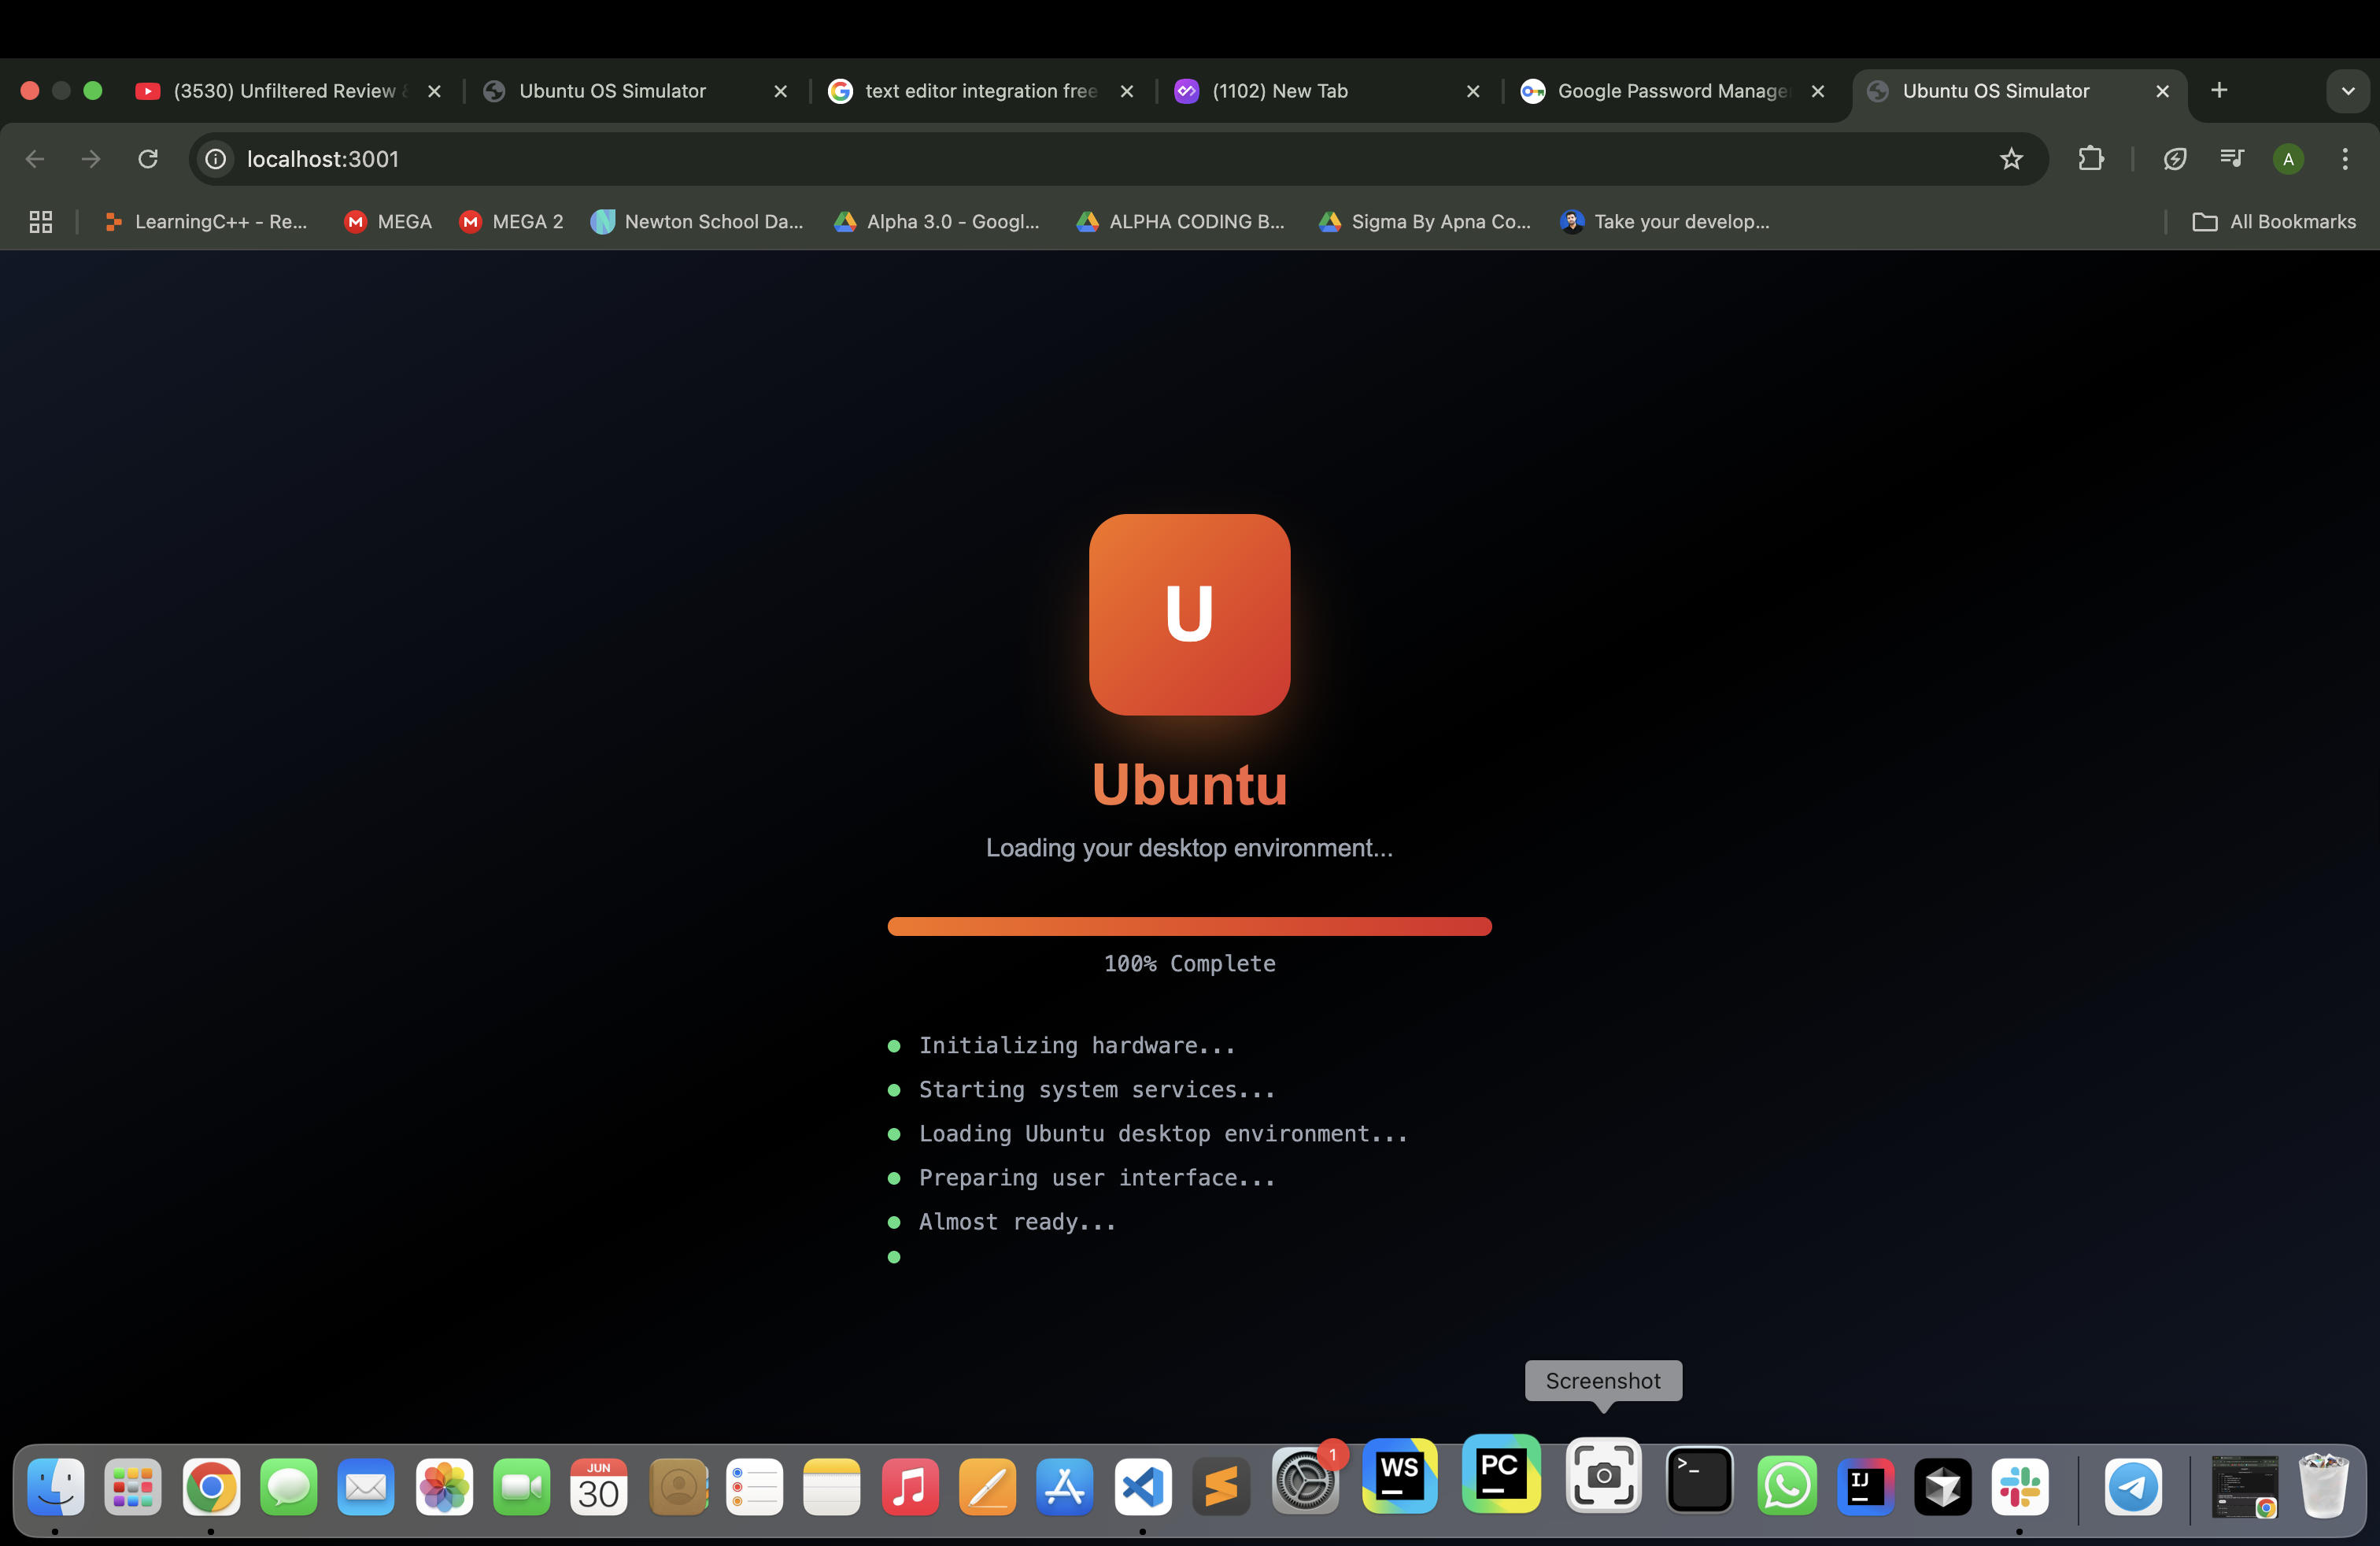 (3530) Unfiltered Review &
Ubuntu OS Simulator
text editor integration free
(1102) New Tab
Google Password Manager
Ubuntu OS Simulator
localhost:3001
A
LearningC++ - Re...
MEGA
MEGA 2
Newton School Da...
Alpha 3.0 - Googl...
ALPHA CODING B...
Sigma By Apna Co...
Take your develop...
All Bookmarks
U
Ubuntu
Loading your desktop environment...
100% Complete
Initializing hardware...
Starting system services...
Loading Ubuntu desktop environment...
Preparing user interface...
Almost ready...
Screenshot
JUN
30
1
WS
PC
>_
IJ